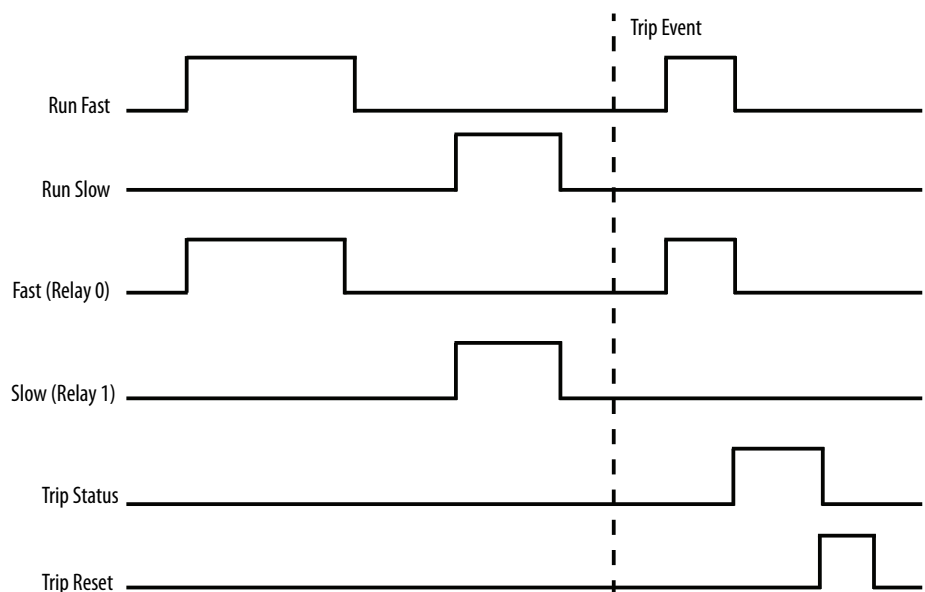 Trip Event
Run Fast
Run Slow
Fast (Relay 0)
Slow (Relay 1)
Trip Status
Trip Reset